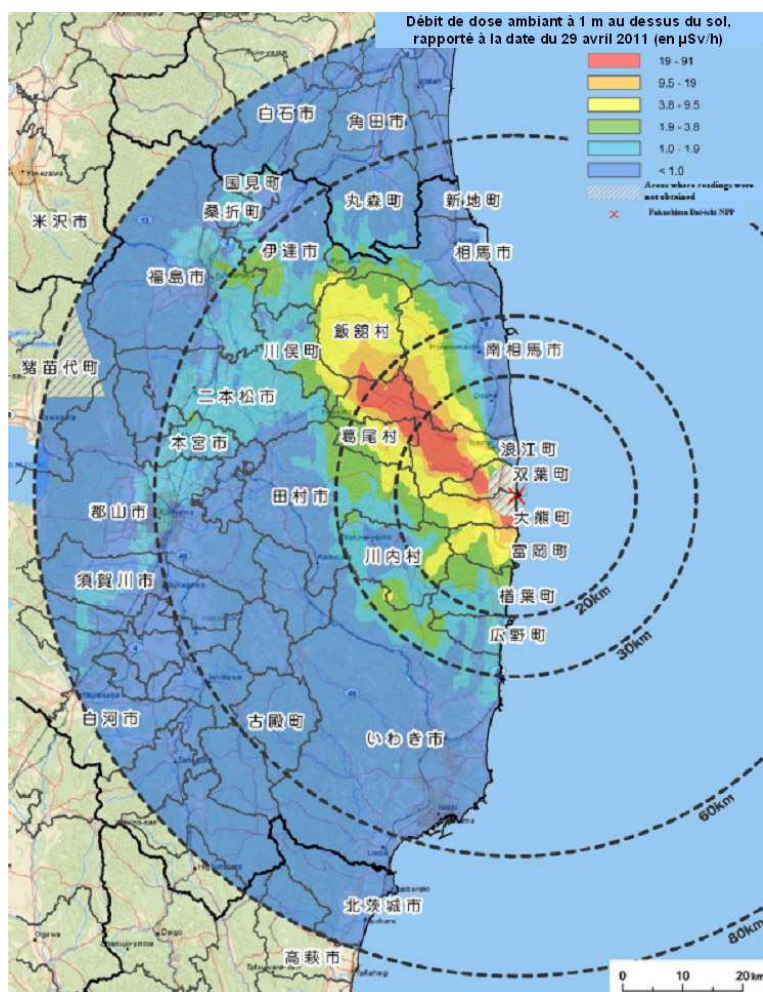 Débit de dose ambiant à 1 m au dessus du sol,
rapporté à la date du 29 avril 2011 (en µSv/h)
19 - 91
9.5 - 19
3.8 - 9.5
1.9 - 3.8
1.0 - 1.9
< 1.0
Areas where readings were
not obtained
Fukushima Dai-ichi NPP
白石市
角田市
国見町
丸森町
新地町
米沢市
桑折町
伊達市
相馬市
福島市
飯舘村
川俣町
南相馬市
猪苗代町
二本松市
本宮市
葛尾村
浪江町
双葉町
田村市
郡山市
大熊町
川内村
富岡町
須賀川市
楢葉町
20km
広野町
30km
白河市
古殿町
いわき市
60km
北茨城市
80km
高萩市
0 10 20 km